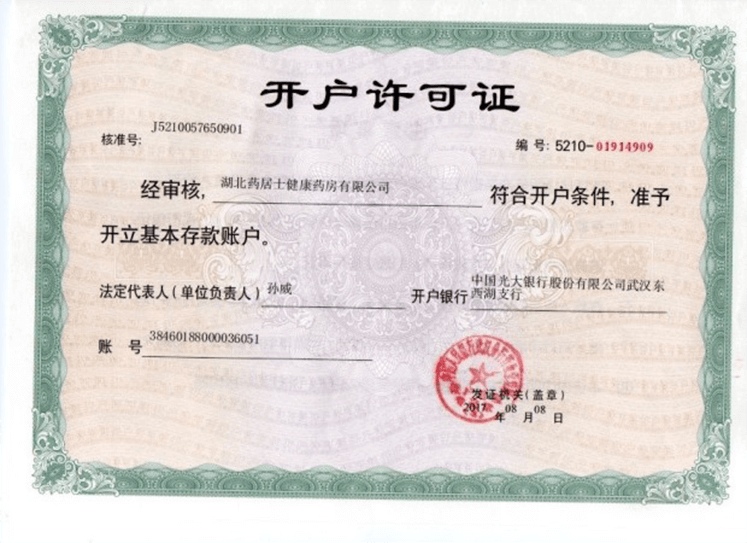 开户许可证
核准号: J5210057650901
编 号: 5210-01914909
经审核, 湖北药居士健康药房有限公司 符合开户条件, 准予
开立基本存款账户。
法定代表人(单位负责人) 孙威 开户银行 中国光大银行股份有限公司武汉东
西湖支行
账 号 38460188000036051
发证机关(盖章)
2017 年 08 月 08 日